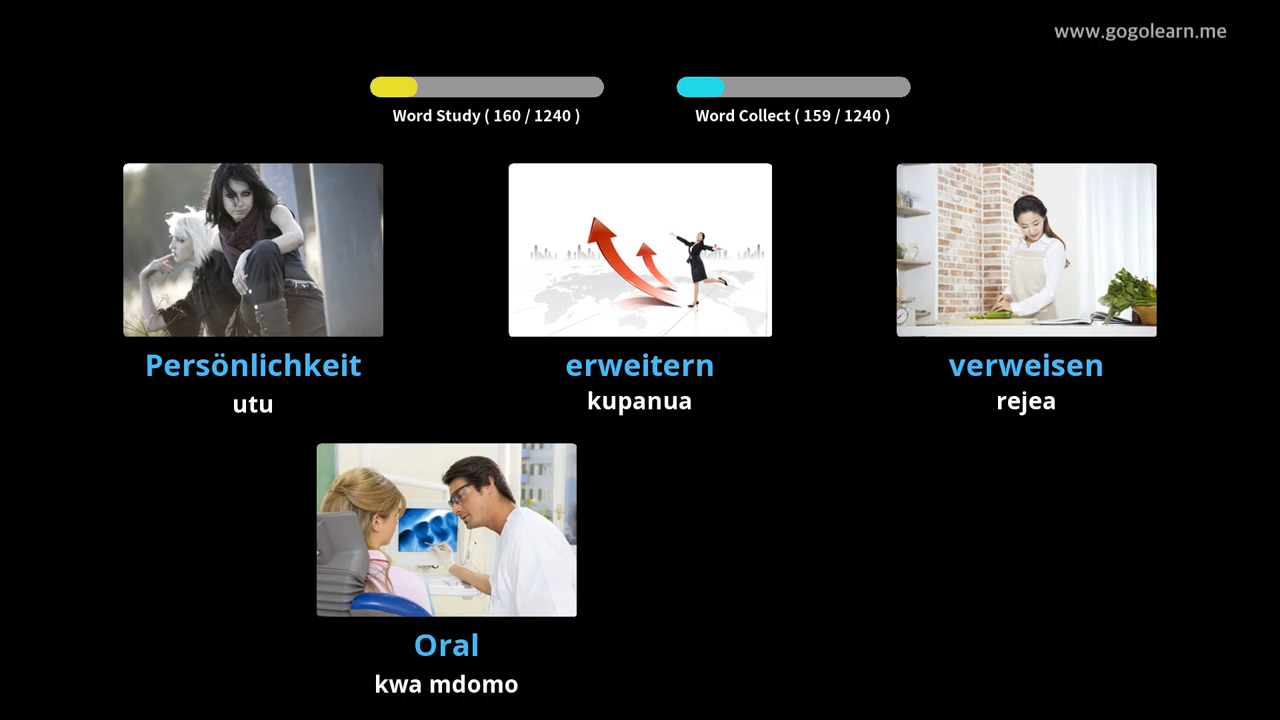 www.gogolearn.me
Word Study ( 160 / 1240 )
Word Collect ( 159 / 1240 )
Persönlichkeit
utu
erweitern
kupanua
verweisen
rejea
Oral
kwa mdomo